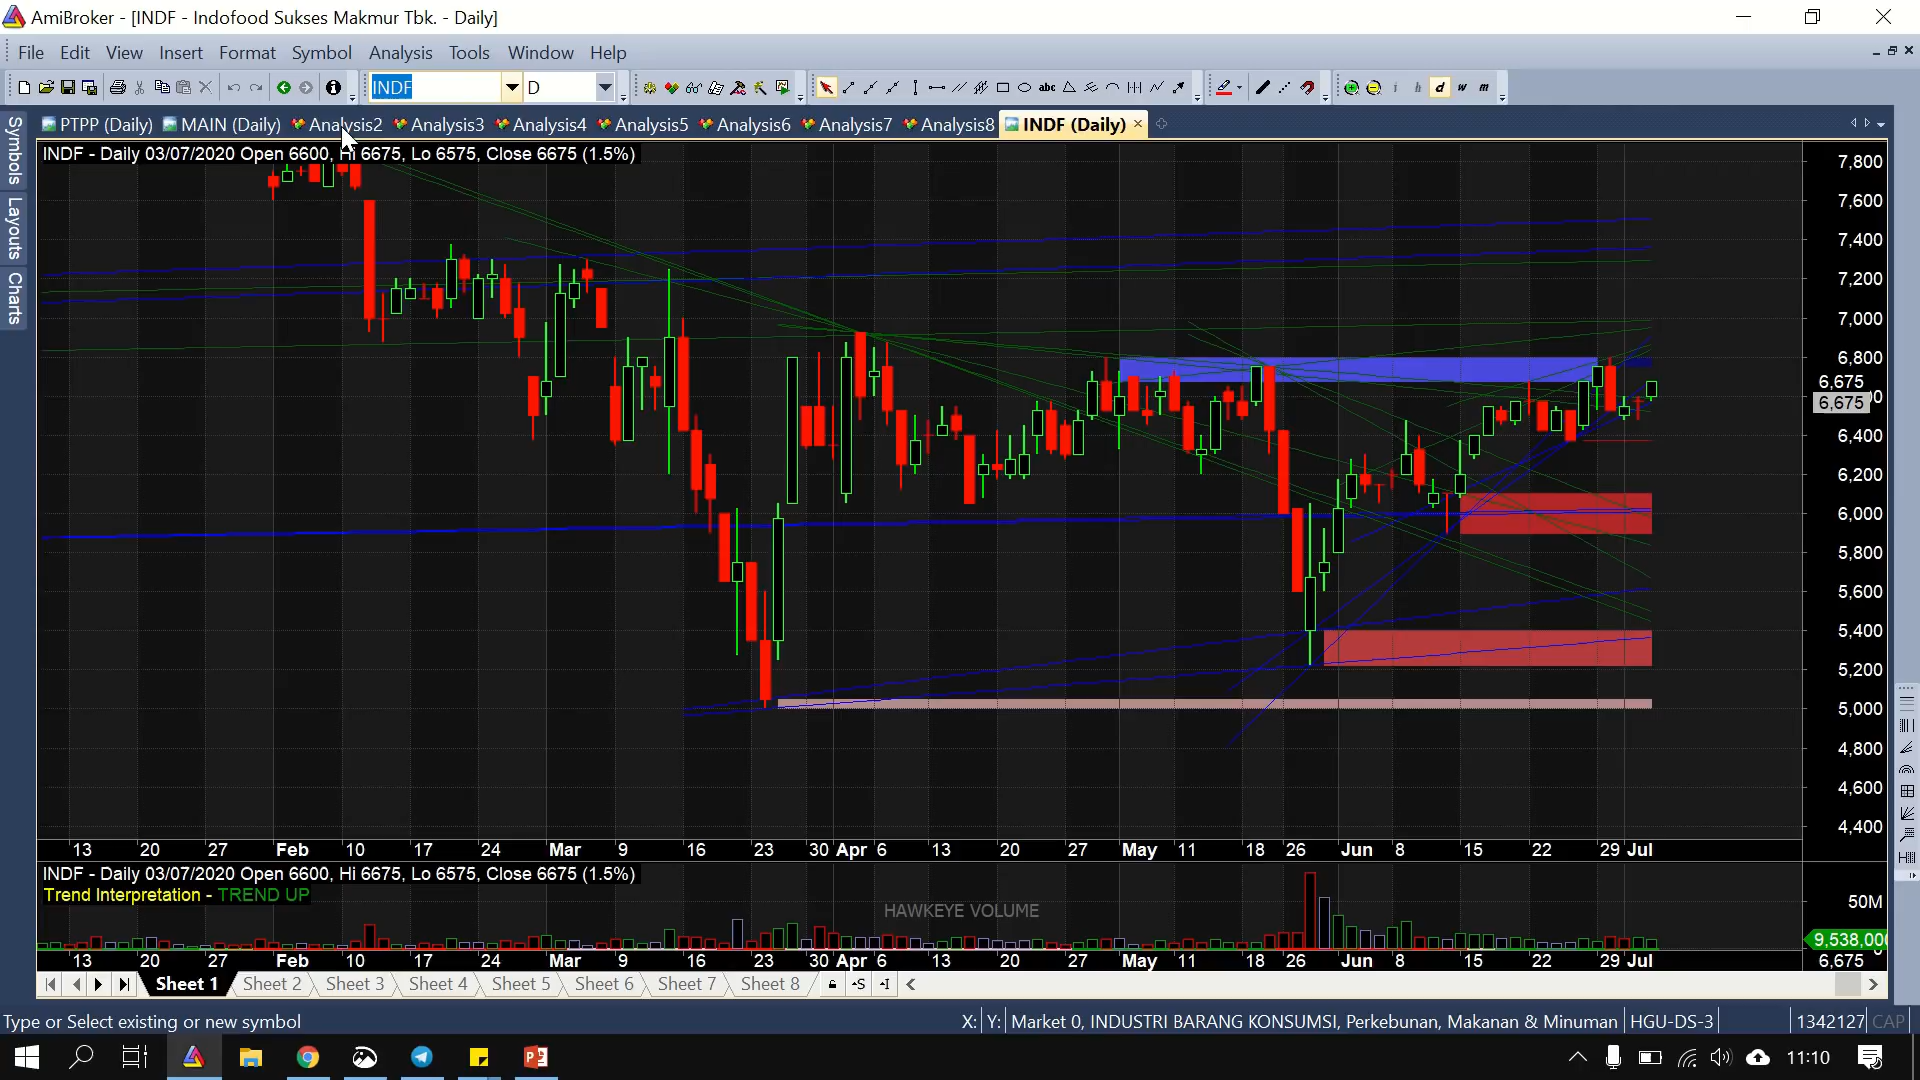 AmiBroker - [INDF - Indofood Sukses Makmur Tbk. - Daily]
File Edit View Insert Format Symbol Analysis Tools Window Help
INDF D abc d w m
PTPP (Daily) MAIN (Daily) Analysis2 Analysis3 Analysis4 Analysis5 Analysis6 Analysis7 Analysis8 INDF (Daily)
Symbols
Layouts
Charts
INDF - Daily 03/07/2020 Open 6600, Hi 6675, Lo 6575, Close 6675 (1.5%)
7,800
7,600
7,400
7,200
7,000
6,800
6,675
6,675
6,400
6,200
6,000
5,800
5,600
5,400
5,200
5,000
4,800
4,600
4,400
13 20 27 Feb 10 17 24 Mar 9 16 23 30 Apr 6 13 20 27 May 11 18 26 Jun 8 15 22 29 Jul
INDF - Daily 03/07/2020 Open 6600, Hi 6675, Lo 6575, Close 6675 (1.5%)
Trend Interpretation - TREND UP
HAWKEYE VOLUME
50M
9,538,000
13 20 27 Feb 10 17 24 Mar 9 16 23 30 Apr 6 13 20 27 May 11 18 26 Jun 8 15 22 29 Jul 6,675
Sheet 1 Sheet 2 Sheet 3 Sheet 4 Sheet 5 Sheet 6 Sheet 7 Sheet 8
Type or Select existing or new symbol X: Y: Market 0, INDUSTRI BARANG KONSUMSI, Perkebunan, Makanan & Minuman HGU-DS-3 1342127 CAP
11:10